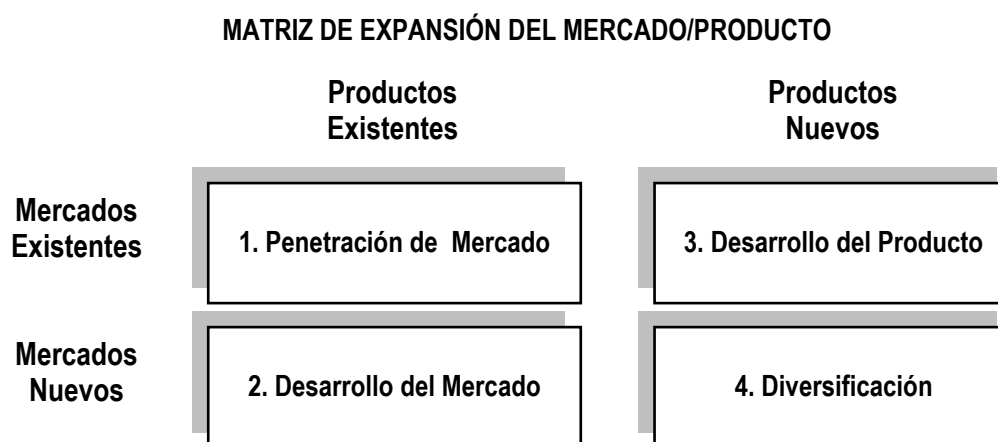 MATRIZ DE EXPANSIÓN DEL MERCADO/PRODUCTO
Productos
Existentes
Productos
Nuevos
Mercados
Existentes
1. Penetración de Mercado
3. Desarrollo del Producto
Mercados
Nuevos
2. Desarrollo del Mercado
4. Diversificación